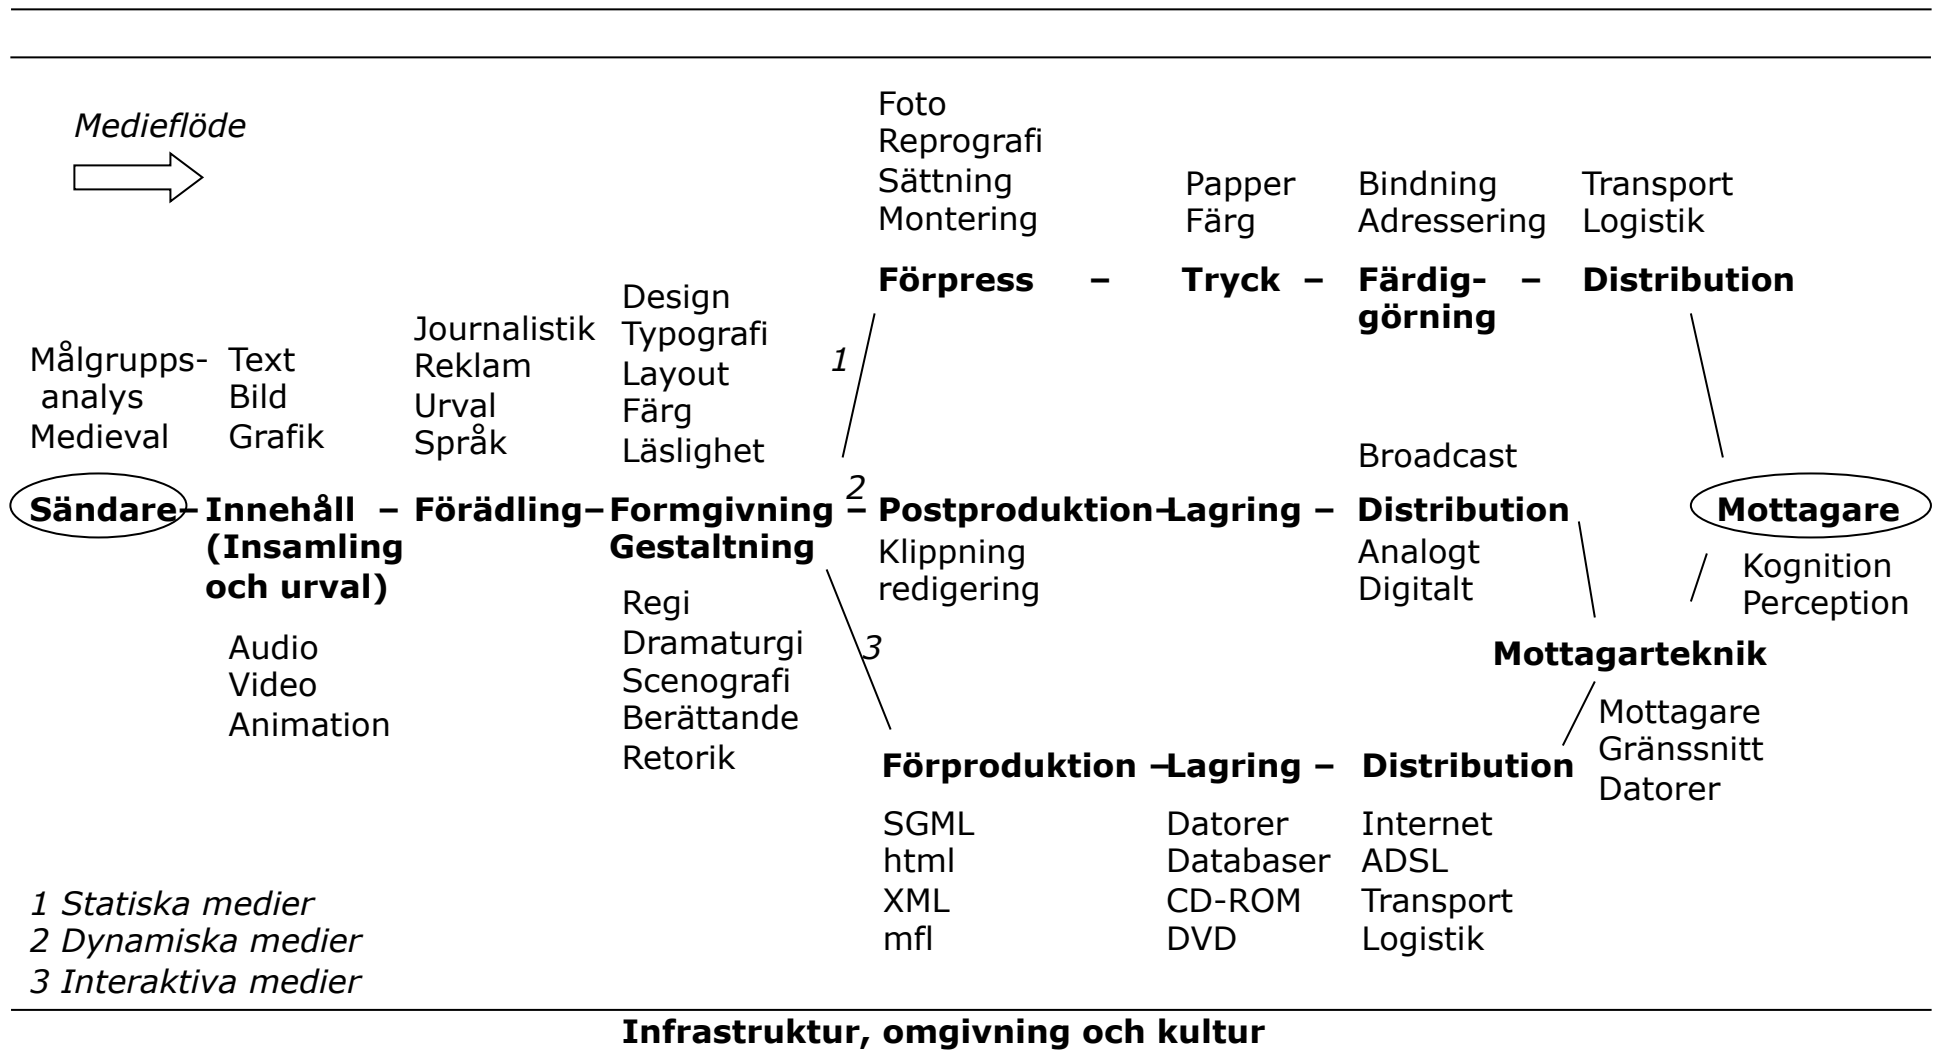 Medieflöde
Foto
Reprografi
Sättning
Montering
Papper
Färg
Bindning
Adressering
Transport
Logistik
Förpress – Tryck – Färdig- – Distribution
görning
Målgrupps-
analys
Medieval
Text
Bild
Grafik
Journalistik
Reklam
Urval
Språk
Design
Typografi
Layout
Färg
Läslighet
1
2
3
Broadcast
Sändare – Innehåll – Förädling – Formgivning – Postproduktion – Lagring – Distribution
(Insamling
och urval)
Gestaltning
Mottagare
Klippning
redigering
Analogt
Digitalt
Kognition
Perception
Audio
Video
Animation
Regi
Dramaturgi
Scenografi
Berättande
Retorik
Mottagarteknik
Mottagare
Gränssnitt
Datorer
Förproduktion – Lagring – Distribution
SGML
html
XML
mfl
Datorer
Databaser
CD-ROM
DVD
Internet
ADSL
Transport
Logistik
1 Statiska medier
2 Dynamiska medier
3 Interaktiva medier
Infrastruktur, omgivning och kultur